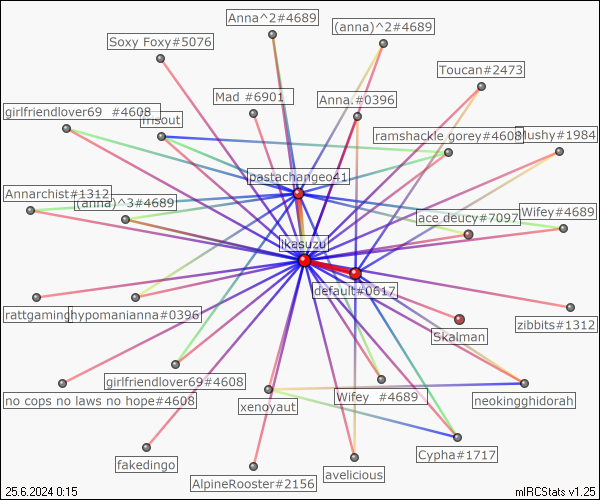 Anna^2#4689
(anna)^2#4689
Soxy Foxy#5076
Toucan#2473
Mad #6901
Anna.#0396
girlfriendlover69 #4608
misout
ramshackle gorey#4608
Mushy#1984
pastachangeo41
Annarchist#1312
(anna)^3#4689
ace.deucy#7097
Wifey#4689
ikasuzu
default#0617
rattgaming
hypomanianna#0396
Skalman
zibbits#1312
girlfriendlover69#4608
no cops no laws no hope#4608
Wifey #4689
neokingghidorah
xenoyaut
Cypha#1717
fakedingo
AlpineRooster#2156
avelicious
25.6.2024 0:15
mIRCStats v1.25